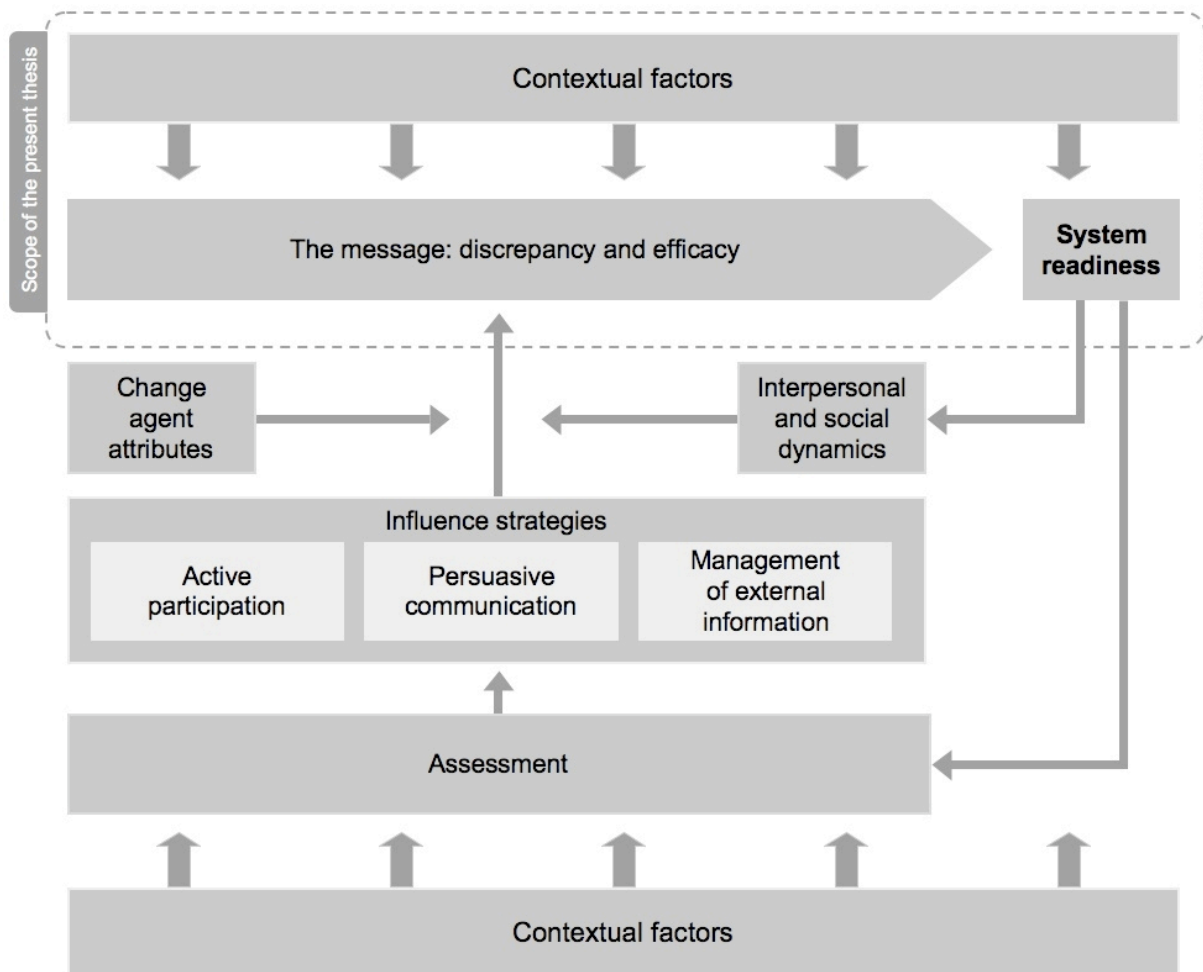 Scope of the present thesis
Contextual factors
The message: discrepancy and efficacy
System
readiness
Change
agent
attributes
Interpersonal
and social
dynamics
Influence strategies
Active
participation
Persuasive
communication
Management
of external
information
Assessment
Contextual factors